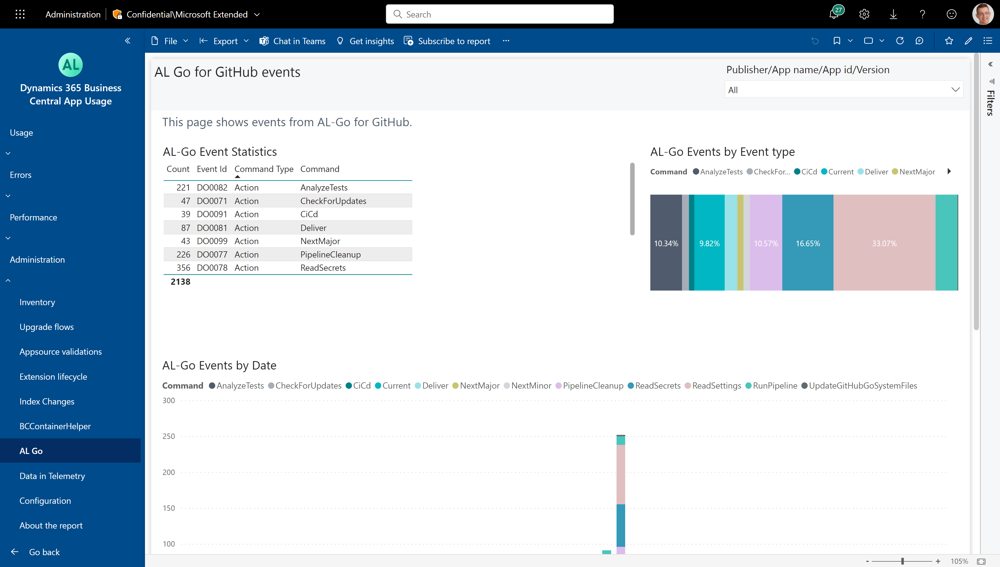 Administration
Confidential\Microsoft Extended
Search
27
AL
Dynamics 365 Business
Central App Usage
Usage
Errors
Performance
Administration
Inventory
Upgrade flows
Appsource validations
Extension lifecycle
Index Changes
BCContainerHelper
AL Go
Data in Telemetry
Configuration
About the report
Go back
File
Export
Chat in Teams
Get insights
Subscribe to report
...
AL Go for GitHub events
Publisher/App name/App id/Version
All
Filters
This page shows events from AL-Go for GitHub.
AL-Go Event Statistics
Count Event Id Command Type Command
221 DO0082 Action AnalyzeTests
47 DO0071 Action CheckForUpdates
39 DO0091 Action CiCd
87 DO0081 Action Deliver
43 DO0099 Action NextMajor
226 DO0077 Action PipelineCleanup
356 DO0078 Action ReadSecrets
2138
AL-Go Events by Event type
Command AnalyzeTests CheckFor... CiCd Current Deliver NextMajor
10.34% 9.82% 10.57% 16.65% 33.07%
AL-Go Events by Date
Command AnalyzeTests CheckForUpdates CiCd Current Deliver NextMajor NextMinor PipelineCleanup ReadSecrets ReadSettings RunPipeline UpdateGitHubGoSystemFiles
300
250
200
150
100
- + 105%